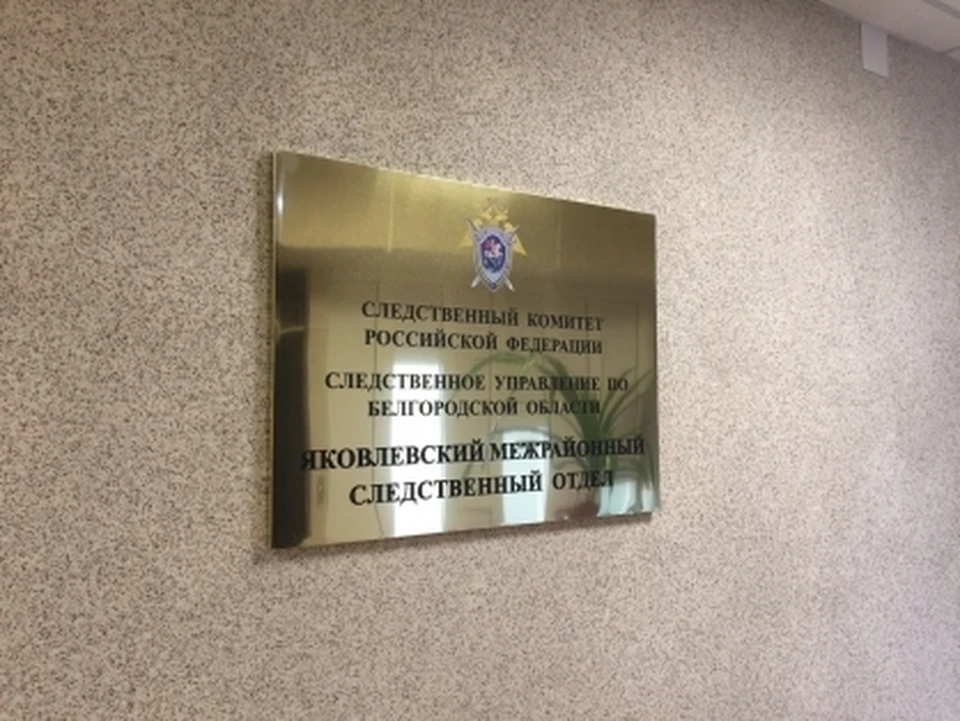 СЛЕДСТВЕННЫЙ КОМИТЕТ
РОССИЙСКОЙ ФЕДЕРАЦИИ
СЛЕДСТВЕННОЕ УПРАВЛЕНИЕ ПО
БЕЛГОРОДСКОЙ ОБЛАСТИ
ЯКОВЛЕВСКИЙ МЕЖРАЙОННЫЙ
СЛЕДСТВЕННЫЙ ОТДЕЛ